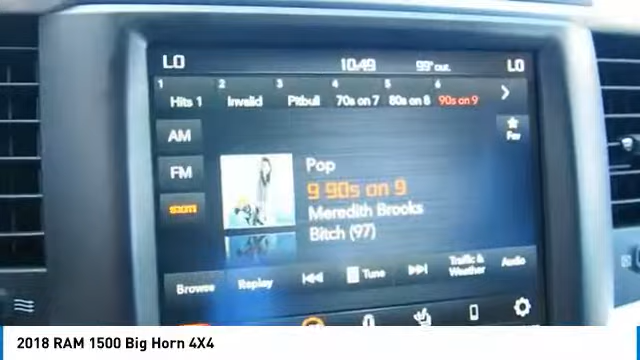 LO 10:49 99° out. LO
1 2 3 4 5 6
Hits 1 Invalid Pitbull 70s on 7 80s on 8 90s on 9
AM
Fav
FM
Pop
9 90s on 9
Meredith Brooks
Bitch (97)
Browse Replay Tune Traffic & Weather Audio
2018 RAM 1500 Big Horn 4X4